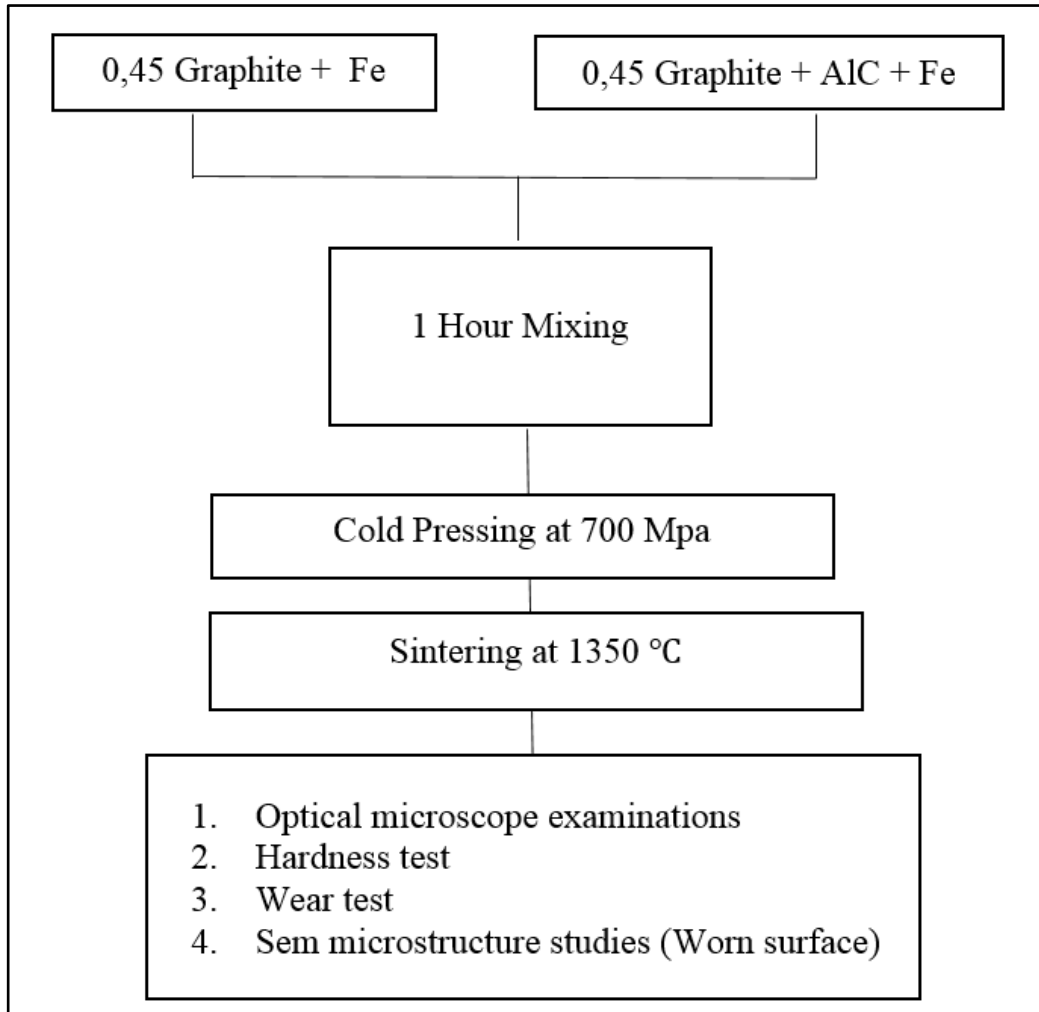 0,45 Graphite + Fe
0,45 Graphite + AlC + Fe
1 Hour Mixing
Cold Pressing at 700 Mpa
Sintering at 1350 ℃
1. Optical microscope examinations
2. Hardness test
3. Wear test
4. Sem microstructure studies (Worn surface)